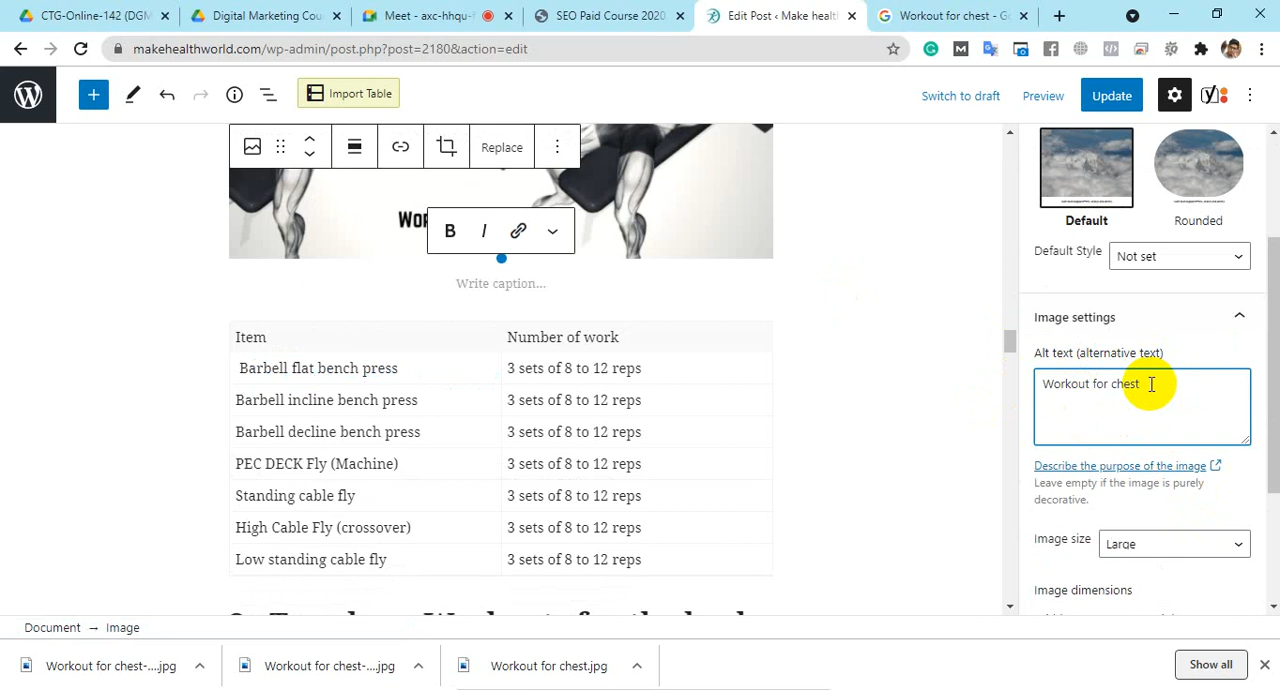 CTG-Online-142 (DGM
Digital Marketing Cou
Meet - axc-hhqu-f
SEO Paid Course 2020
Edit Post ‹ Make heal
Workout for chest - G
makehealthworld.com/wp-admin/post.php?post=2180&action=edit
Import Table
Switch to draft
Preview
Update
Replace
Wor
B I
Write caption...
Default
Rounded
Default Style
Not set
Image settings
Alt text (alternative text)
Workout for chest
Describe the purpose of the image
Leave empty if the image is purely
decorative.
Image size
Large
Image dimensions
Item
Number of work
Barbell flat bench press
3 sets of 8 to 12 reps
Barbell incline bench press
3 sets of 8 to 12 reps
Barbell decline bench press
3 sets of 8 to 12 reps
PEC DECK Fly (Machine)
3 sets of 8 to 12 reps
Standing cable fly
3 sets of 8 to 12 reps
High Cable Fly (crossover)
3 sets of 8 to 12 reps
Low standing cable fly
3 sets of 8 to 12 reps
Document → Image
Workout for chest-....jpg
Workout for chest-....jpg
Workout for chest.jpg
Show all